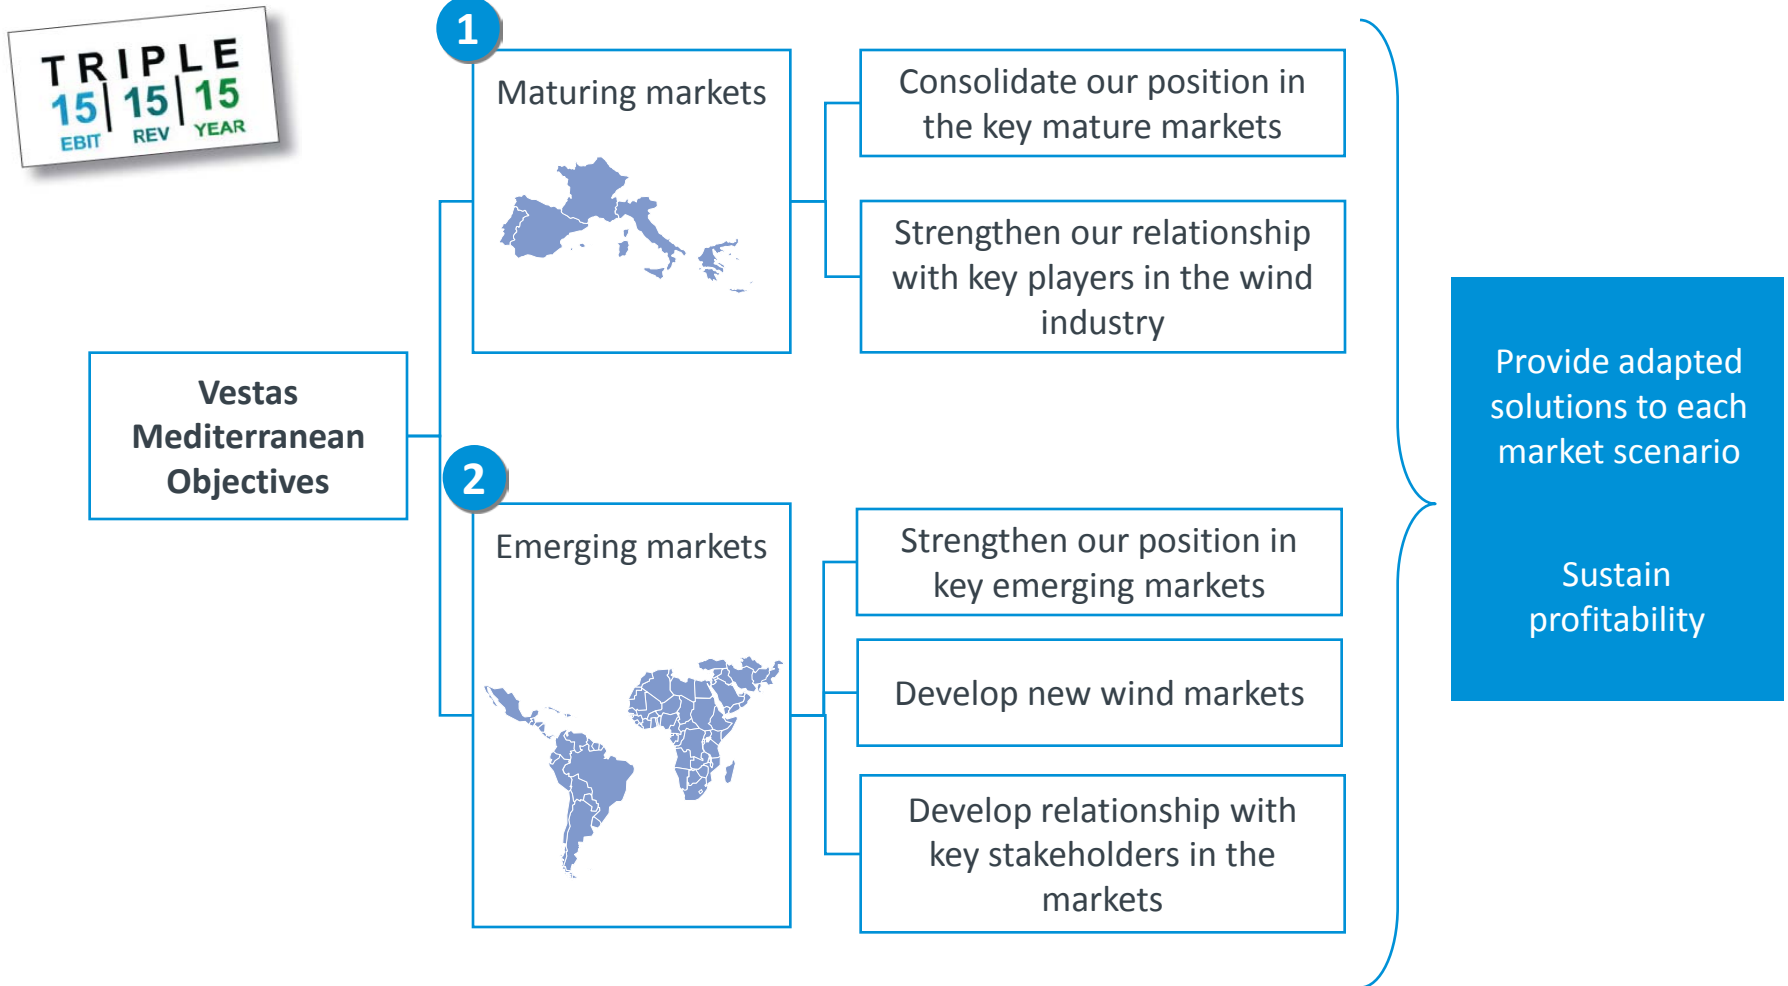 TRIPLE
15 15 15
EBIT REV YEAR
1
Maturing markets
Consolidate our position in
the key mature markets
Strengthen our relationship
with key players in the wind
industry
Vestas
Mediterranean
Objectives
2
Emerging markets
Strengthen our position in
key emerging markets
Develop new wind markets
Develop relationship with
key stakeholders in the
markets
Provide adapted
solutions to each
market scenario
Sustain
profitability